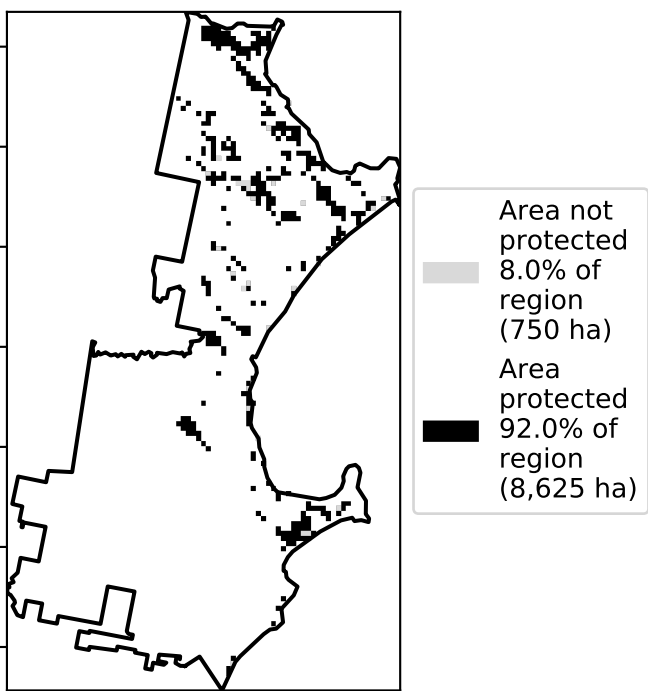 Area not
protected
8.0% of
region
(750 ha)
Area
protected
92.0% of
region
(8,625 ha)